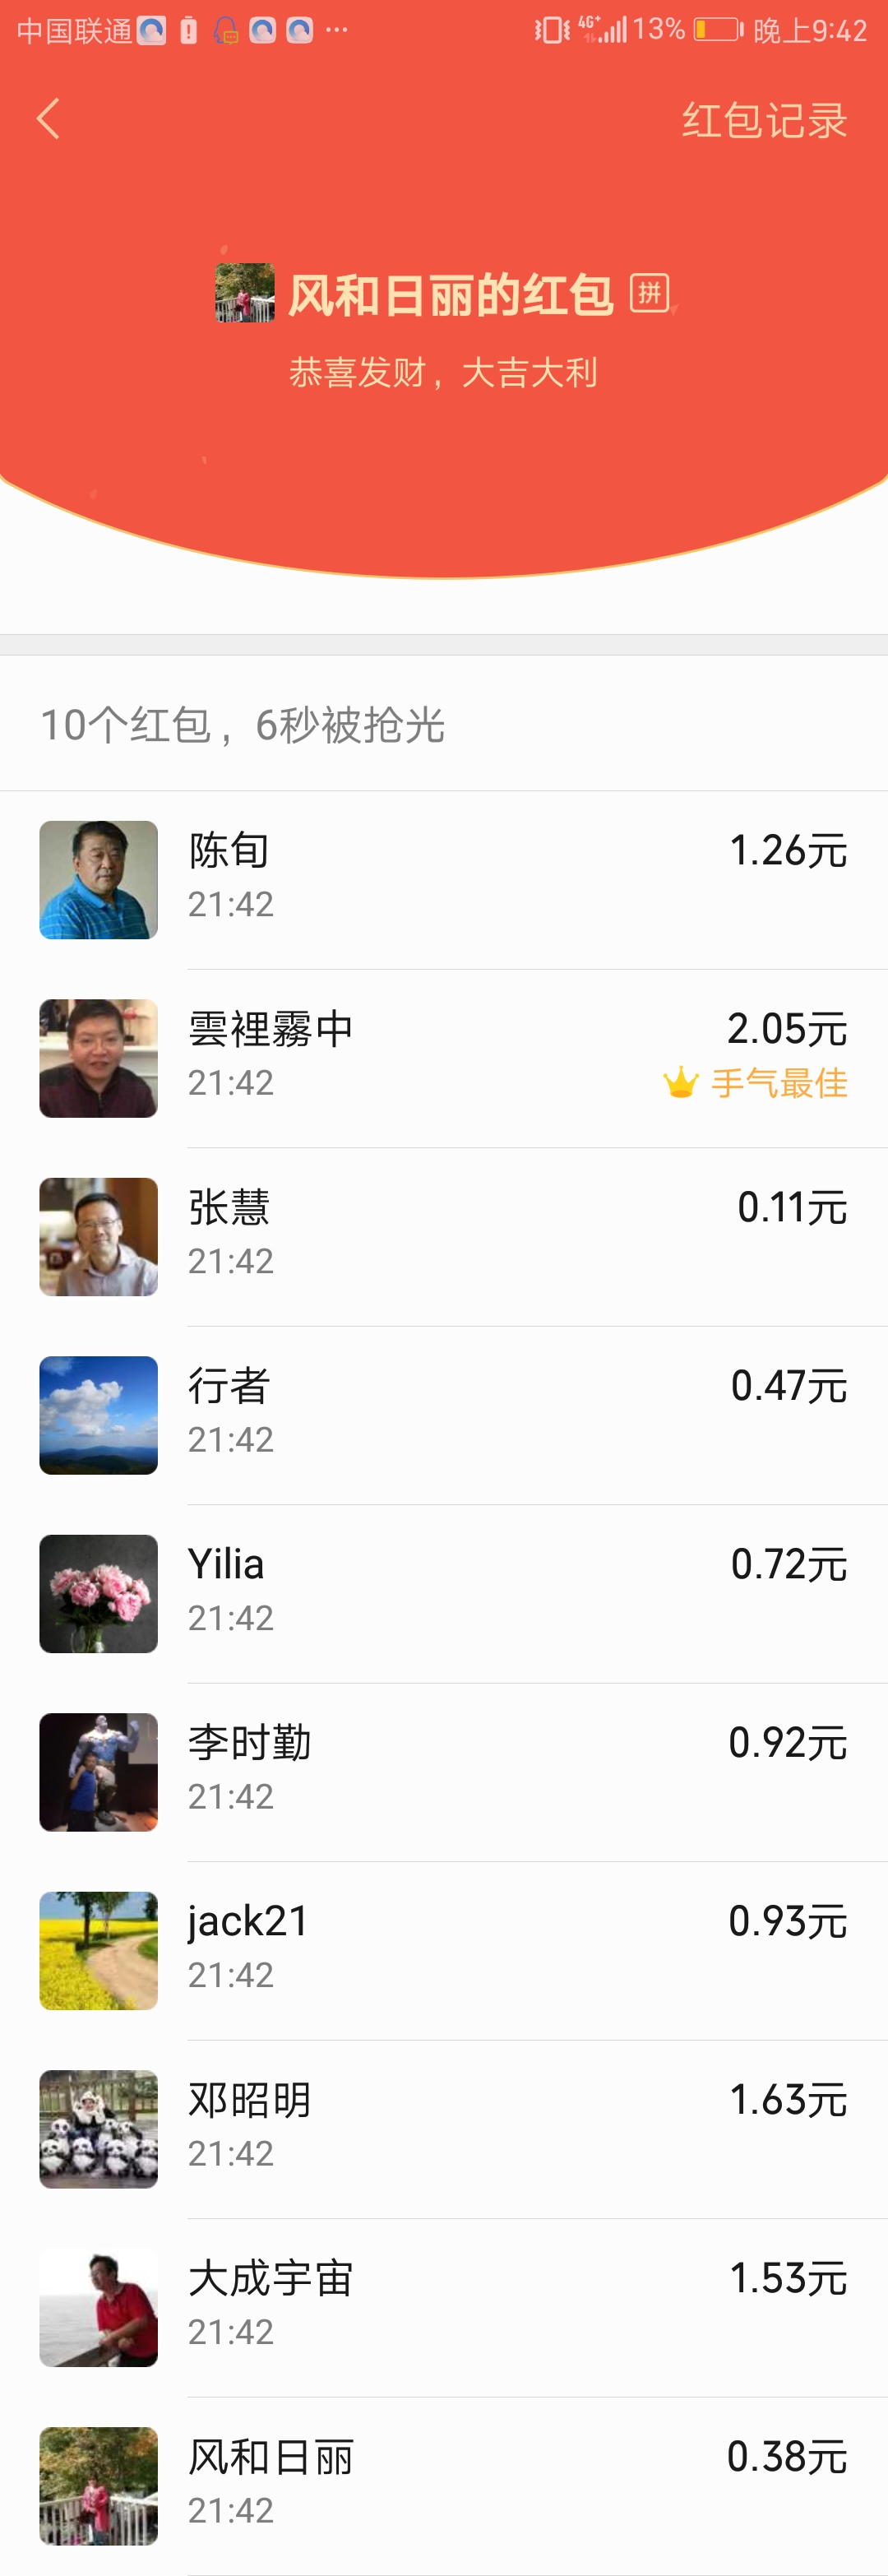 中国联通 ... 4G+ 13% 晚上9:42
红包记录
风和日丽的红包 拼
恭喜发财，大吉大利
10个红包，6秒被抢光
陈旬 1.26元
21:42
雲裡霧中 2.05元
21:42 手气最佳
张慧 0.11元
21:42
行者 0.47元
21:42
Yilia 0.72元
21:42
李时勤 0.92元
21:42
jack21 0.93元
21:42
邓昭明 1.63元
21:42
大成宇宙 1.53元
21:42
风和日丽 0.38元
21:42